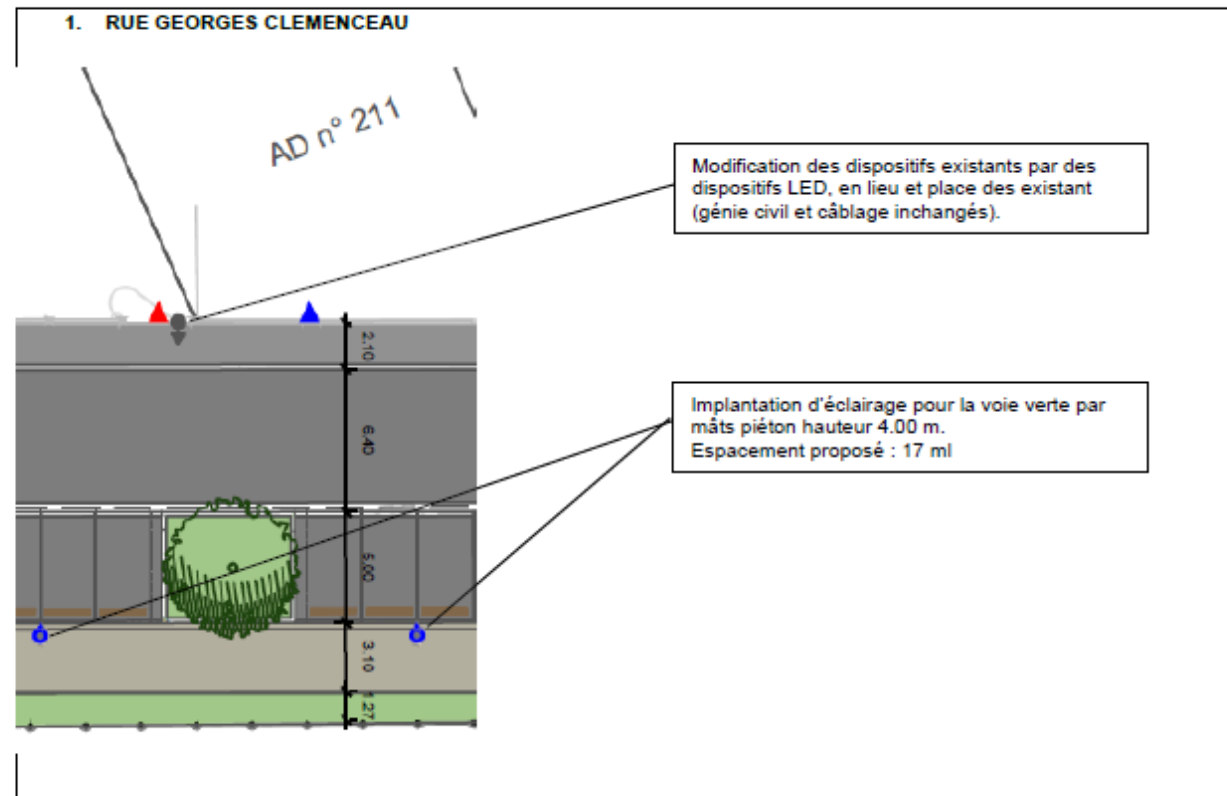 1. RUE GEORGES CLEMENCEAU
AD n° 211
Modification des dispositifs existants par des
dispositifs LED, en lieu et place des existant
(génie civil et câblage inchangés).
2.10
6.40
Implantation d'éclairage pour la voie verte par
mâts piéton hauteur 4.00 m.
Espacement proposé : 17 ml
5.00
3.10
1.27